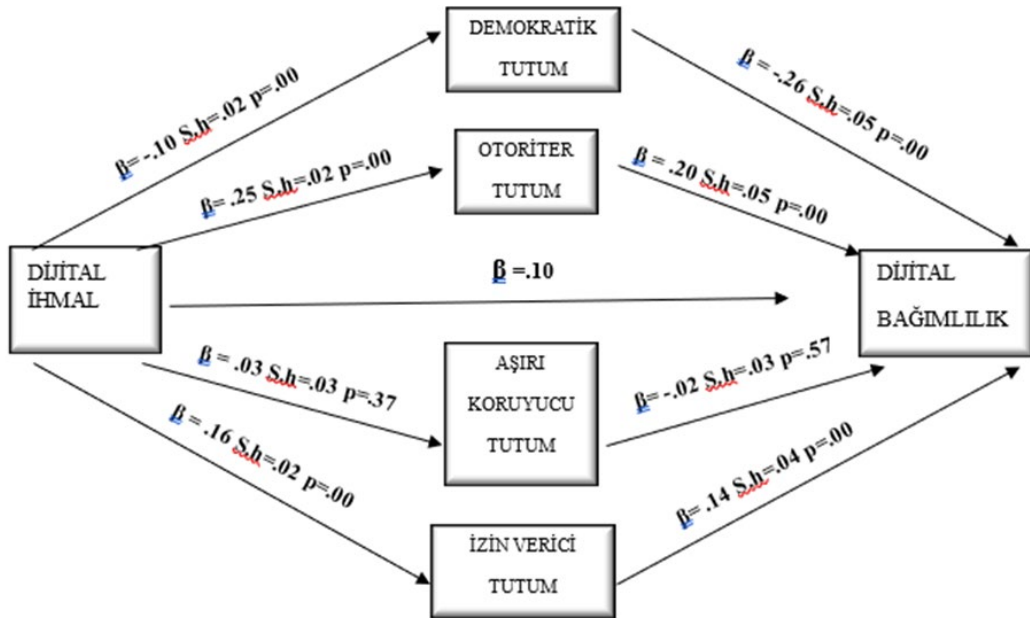 DEMOKRATİK
TUTUM
β= -.10 S.h=.02 p=.00
β = -.26 S.h=.05 p=.00
OTORİTER
TUTUM
β= .25 S.h=.02 p=.00
β = .20 S.h=.05 p=.00
DİJİTAL
İHMAL
β =.10
DİJİTAL
BAĞIMLILIK
β = .03 S.h=.03 p=.37
AŞIRI
KORUYUCU
TUTUM
β= -.02 S.h=.03 p=.57
β = .16 S.h=.02 p=.00
β= .14 S.h=.04 p=.00
İZİN VERİCİ
TUTUM